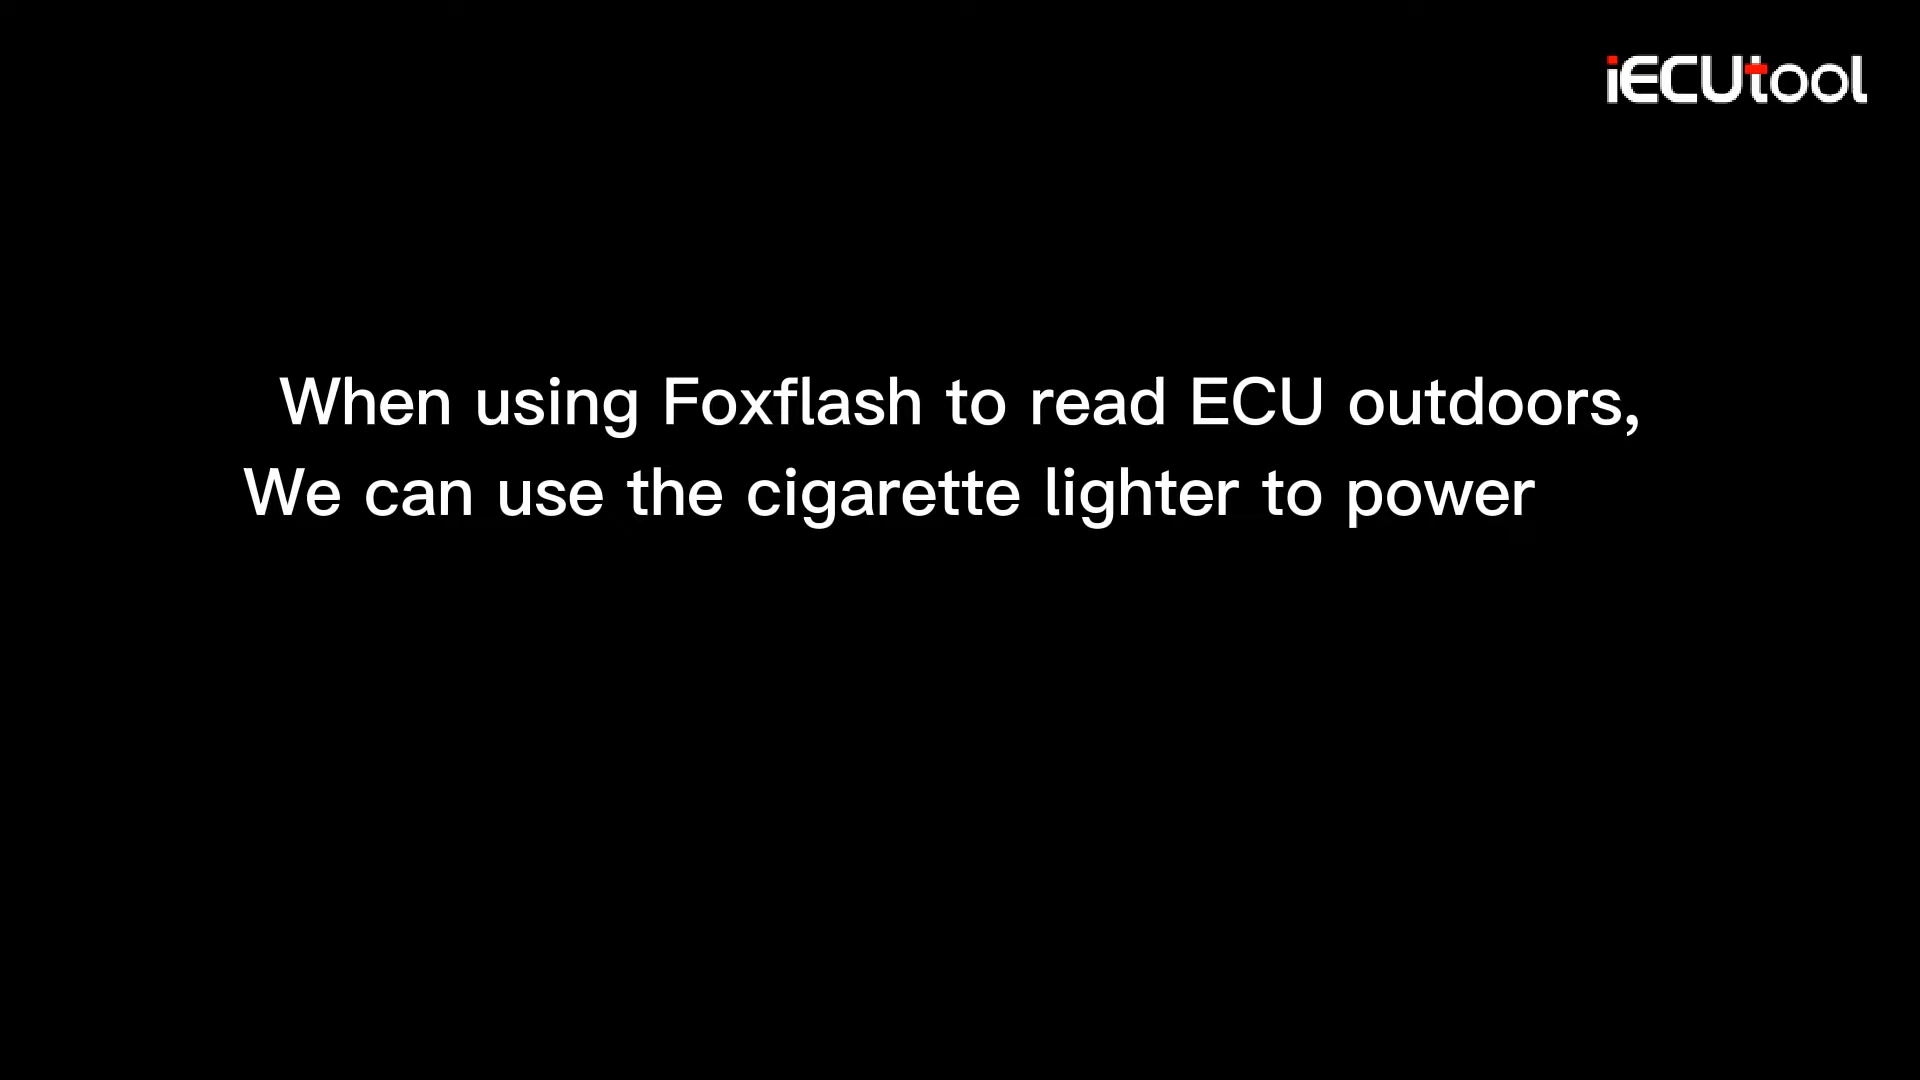 iECUtool
When using Foxflash to read ECU outdoors,
We can use the cigarette lighter to power